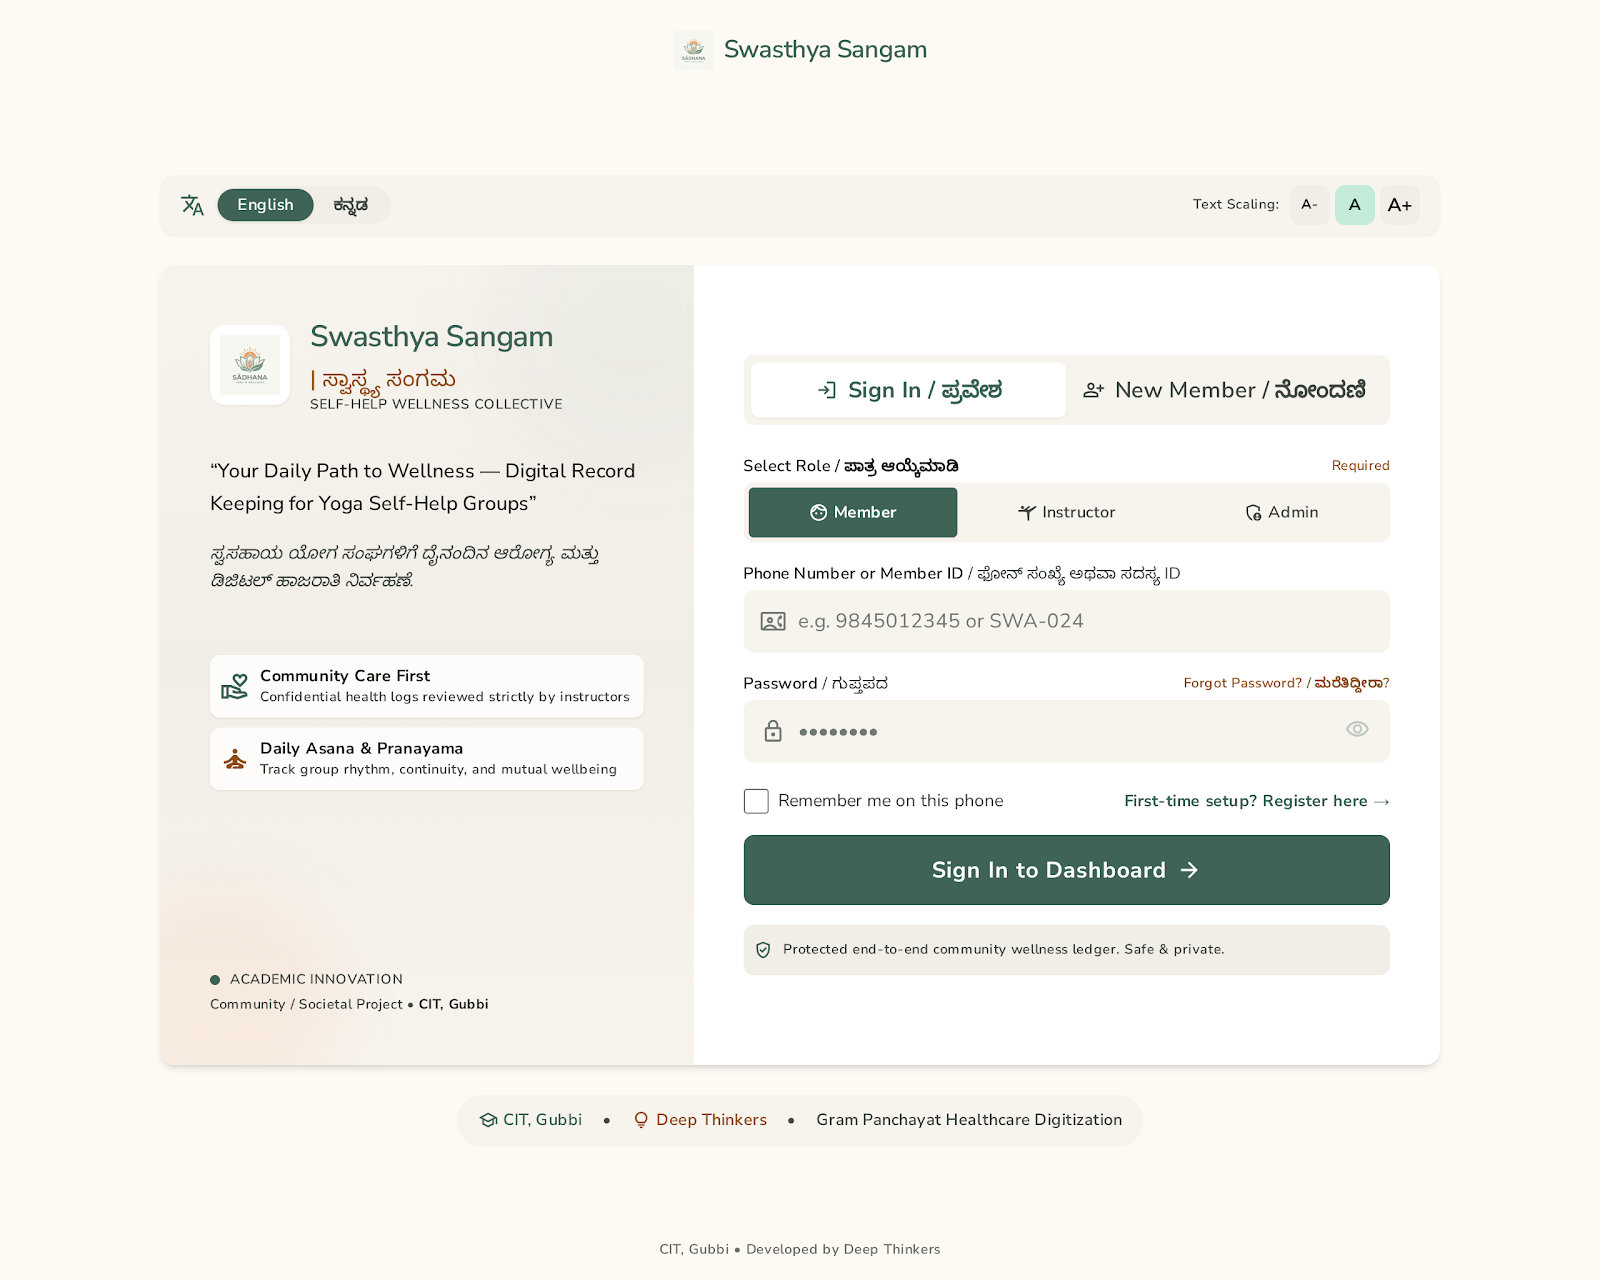 SĀDHANA
Swasthya Sangam
English
ಕನ್ನಡ
Text Scaling:
A-
A
A+
SĀDHANA
Swasthya Sangam
| ಸ್ವಾಸ್ಥ್ಯ ಸಂಗಮ
SELF-HELP WELLNESS COLLECTIVE
“Your Daily Path to Wellness — Digital Record
Keeping for Yoga Self-Help Groups”
ಸ್ವಸಹಾಯ ಯೋಗ ಸಂಘಗಳಿಗೆ ದೈನಂದಿನ ಆರೋಗ್ಯ ಮತ್ತು
ಡಿಜಿಟಲ್ ಹಾಜರಾತಿ ನಿರ್ವಹಣೆ.
Community Care First
Confidential health logs reviewed strictly by instructors
Daily Asana & Pranayama
Track group rhythm, continuity, and mutual wellbeing
ACADEMIC INNOVATION
Community / Societal Project • CIT, Gubbi
Sign In / ಪ್ರವೇಶ
New Member / ನೋಂದಣಿ
Select Role / ಪಾತ್ರ ಆಯ್ಕೆಮಾಡಿ
Required
Member
Instructor
Admin
Phone Number or Member ID / ಫೋನ್ ಸಂಖ್ಯೆ ಅಥವಾ ಸದಸ್ಯ ID
e.g. 9845012345 or SWA-024
Password / ಗುಪ್ತಪದ
Forgot Password? / ಮರೆತಿದ್ದೀರಾ?
••••••••
Remember me on this phone
First-time setup? Register here →
Sign In to Dashboard →
Protected end-to-end community wellness ledger. Safe & private.
CIT, Gubbi • Deep Thinkers • Gram Panchayat Healthcare Digitization
CIT, Gubbi • Developed by Deep Thinkers